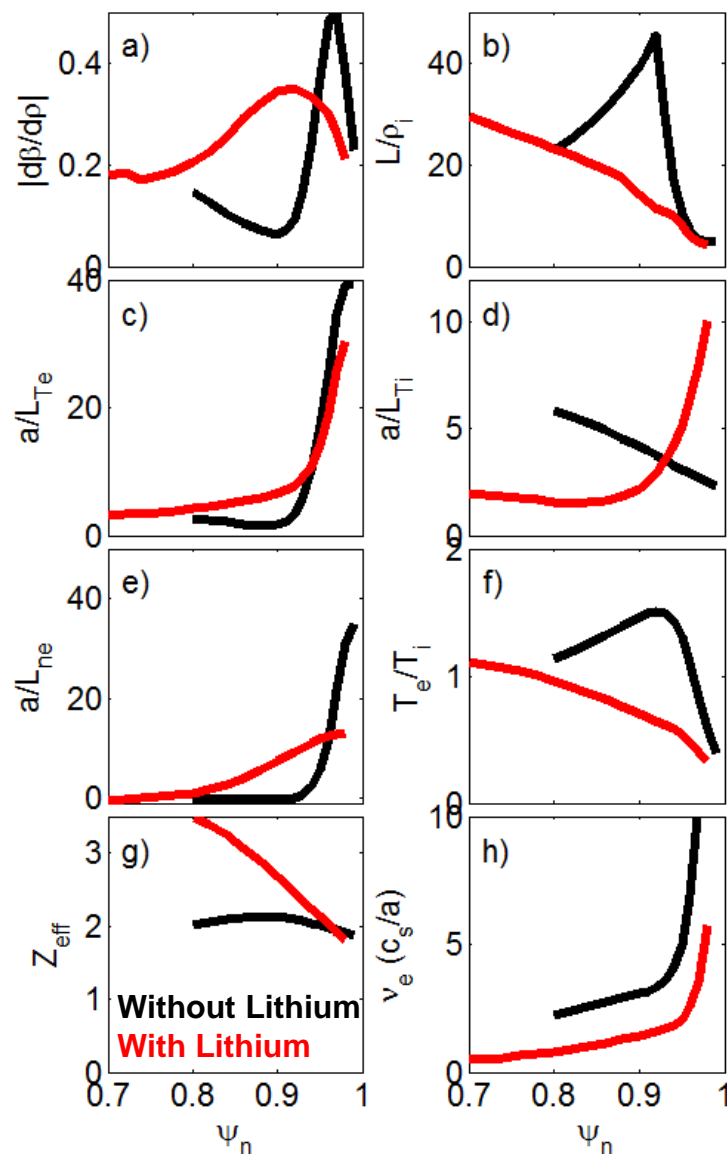 a)
|dβ/dρ|
0.4
0.2
0
b)
L/ρi
40
20
0
c)
a/LTe
40
20
0
d)
a/LTi
10
5
0
e)
a/Lne
40
20
0
f)
Te/Ti
2
1
0
g)
Zeff
3
2
1
0
Without Lithium
With Lithium
0.7 0.8 0.9 1
ψn
h)
νe (cs/a)
10
5
0
0.7 0.8 0.9 1
ψn